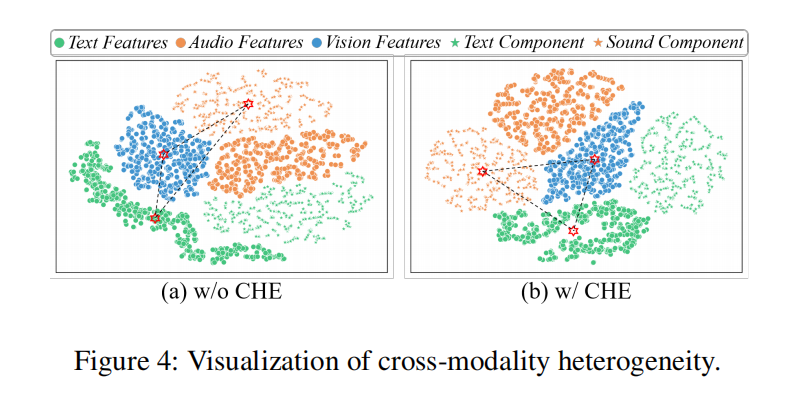 Text Features Audio Features Vision Features Text Component Sound Component
(a) w/o CHE
(b) w/ CHE
Figure 4: Visualization of cross-modality heterogeneity.